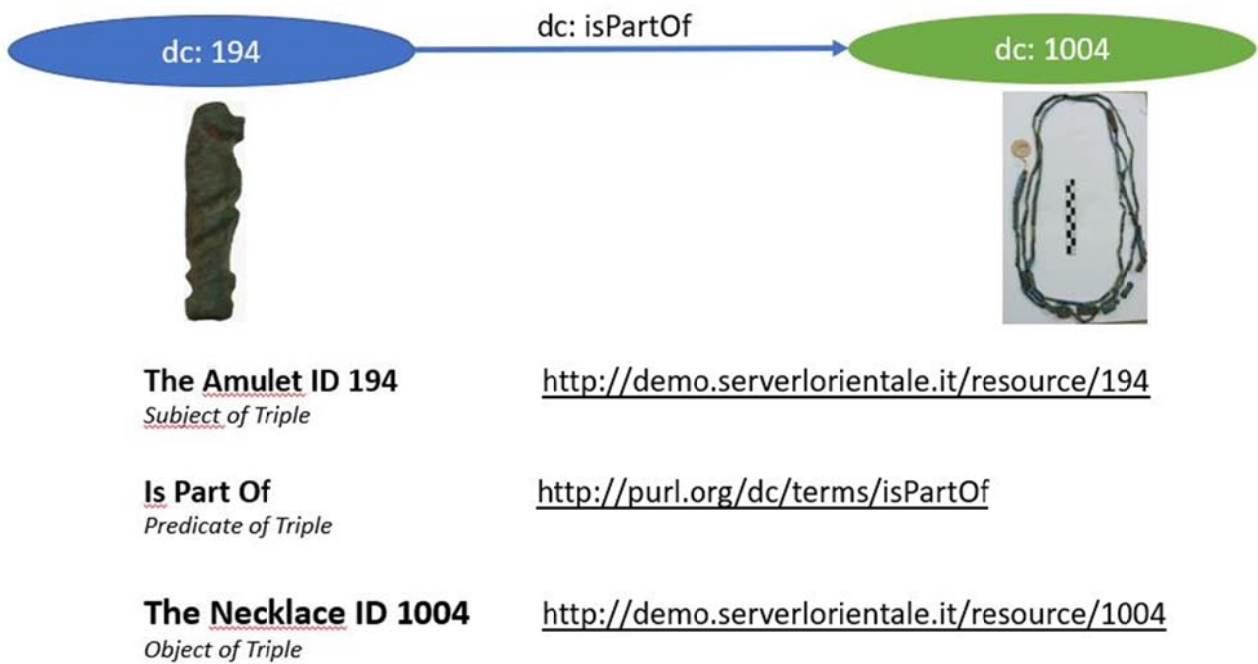 dc: 194
dc: isPartOf
dc: 1004
The Amulet ID 194
http://demo.serverlorientale.it/resource/194
Subject of Triple
Is Part Of
http://purl.org/dc/terms/isPartOf
Predicate of Triple
The Necklace ID 1004
http://demo.serverlorientale.it/resource/1004
Object of Triple